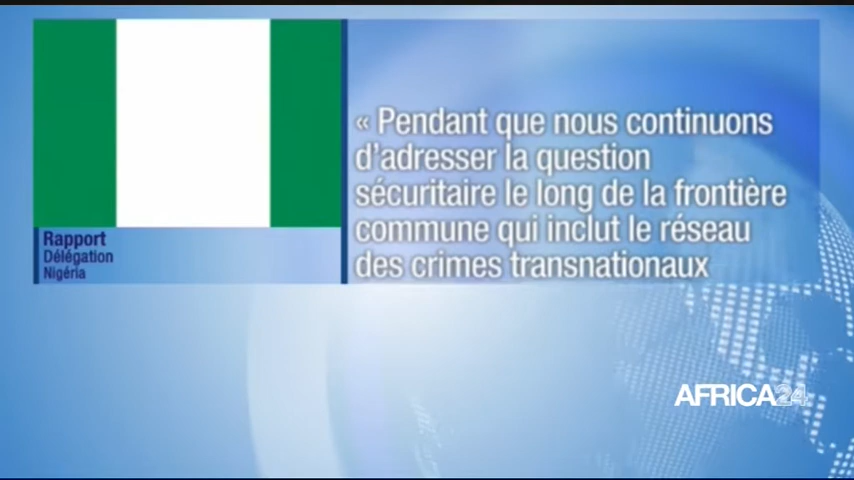 « Pendant que nous continuons
d'adresser la question
sécuritaire le long de la frontière
commune qui inclut le réseau
des crimes transnationaux
Rapport
Délégation
Nigéria
AFRICA24